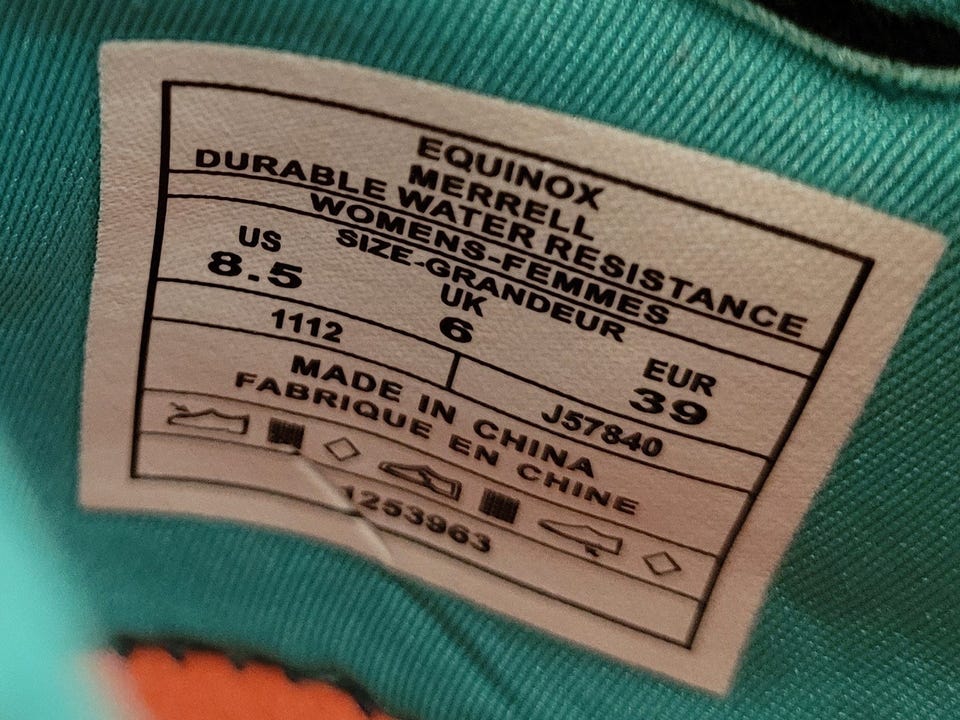 EQUINOX
MERRELL
DURABLE WATER RESISTANCE
WOMENS-FEMMES
SIZE-GRANDEUR
US UK EUR
8.5 6 39
1112 J57840
MADE IN CHINA
FABRIQUE EN CHINE
1253963